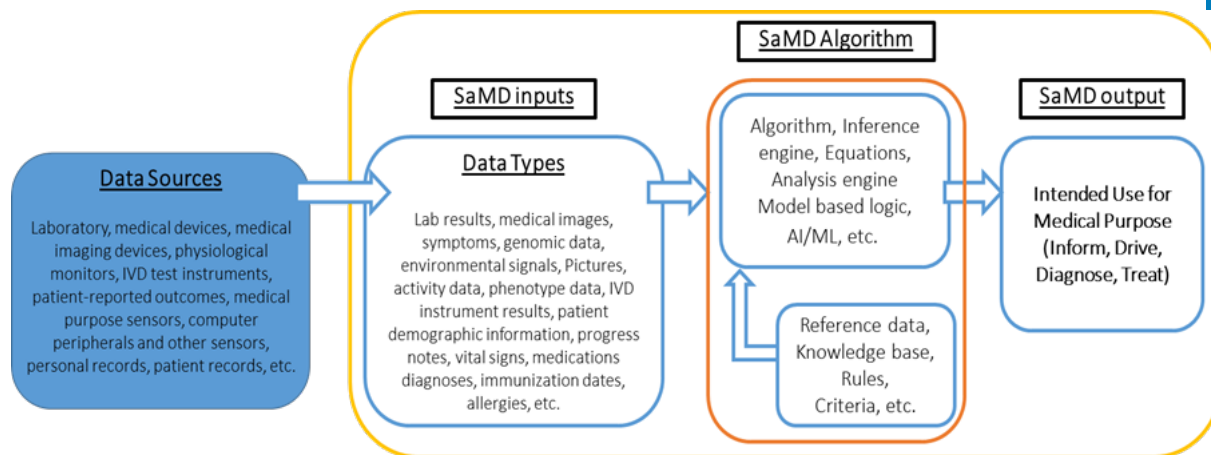 Data Sources
Laboratory, medical devices, medical
imaging devices, physiological
monitors, IVD test instruments,
patient-reported outcomes, medical
purpose sensors, computer
peripherals and other sensors,
personal records, patient records, etc.
SaMD inputs
Data Types
Lab results, medical images,
symptoms, genomic data,
environmental signals, Pictures,
activity data, phenotype data, IVD
instrument results, patient
demographic information, progress
notes, vital signs, medications
diagnoses, immunization dates,
allergies, etc.
SaMD Algorithm
Algorithm, Inference
engine, Equations,
Analysis engine
Model based logic,
AI/ML, etc.
Reference data,
Knowledge base,
Rules,
Criteria, etc.
SaMD output
Intended Use for
Medical Purpose
(Inform, Drive,
Diagnose, Treat)